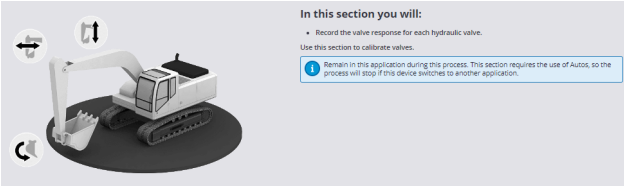 In this section you will:
• Record the valve response for each hydraulic valve.
Use this section to calibrate valves.
Remain in this application during this process. This section requires the use of Autos, so the
process will stop if this device switches to another application.